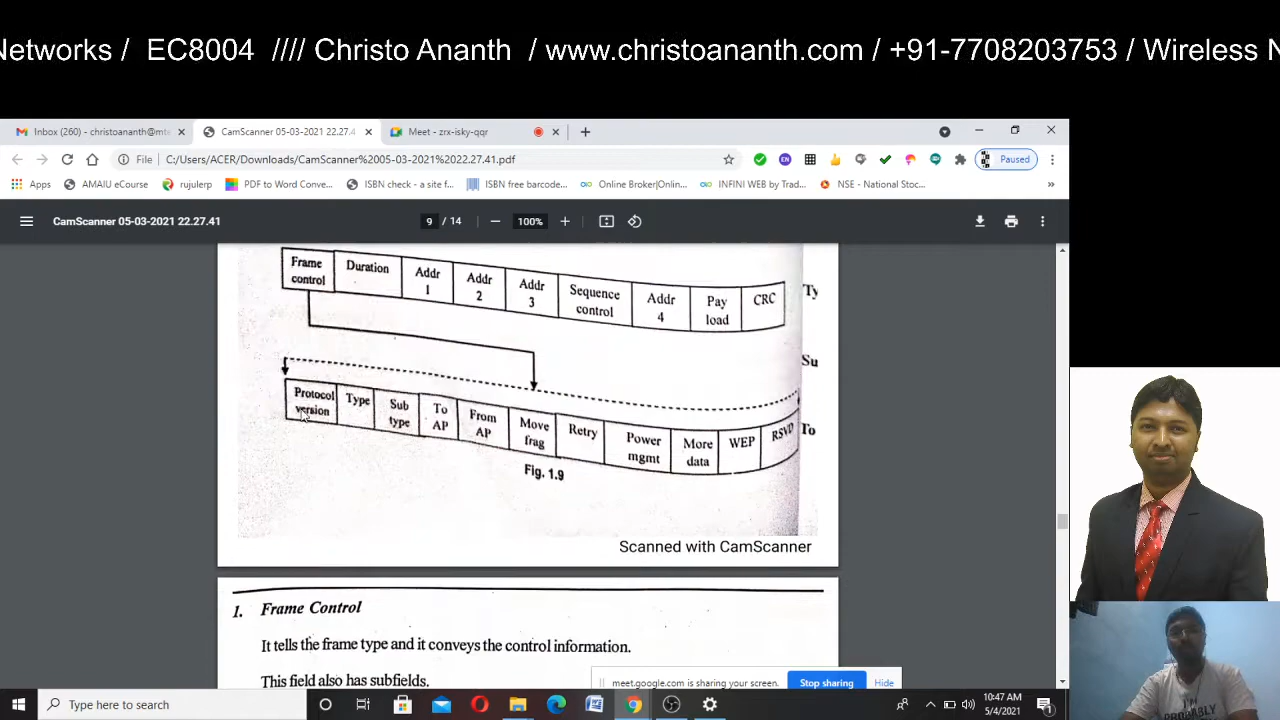 Networks / EC8004 //// Christo Ananth / www.christoananth.com / +91-7708203753 / Wireless N
Inbox (260) - christoananth@mt
CamScanner 05-03-2021 22.27.4
Meet - zrx-isky-qqr
File C:/Users/ACER/Downloads/CamScanner%2005-03-2021%2022.27.41.pdf
EN
Paused
Apps AMAIU eCourse rujulerp PDF to Word Conve... ISBN check - a site f... ISBN free barcode... Online Broker|Onlin... INFINI WEB by Trad... NSE - National Stoc... »
CamScanner 05-03-2021 22.27.41
9 / 14
100%
Frame control
Duration
Addr 1
Addr 2
Addr 3
Sequence control
Addr 4
Pay load
CRC
Ty
Su
Protocol version
Type
Sub type
To AP
From AP
Move frag
Retry
Power mgmt
More data
WEP
RSVD
To
Fig. 1.9
Scanned with CamScanner
1. Frame Control
It tells the frame type and it conveys the control information.
This field also has subfields.
meet.google.com is sharing your screen.
Stop sharing
Hide
I'M
PROBABLY
Type here to search
10:47 AM
5/4/2021
1